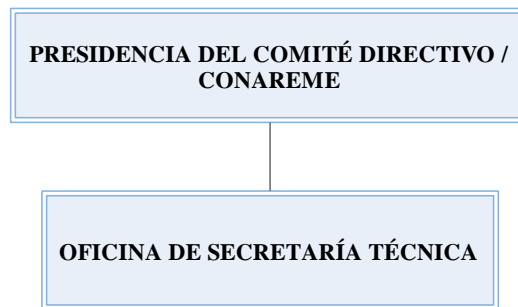 PRESIDENCIA DEL COMITÉ DIRECTIVO /
CONAREME
OFICINA DE SECRETARÍA TÉCNICA